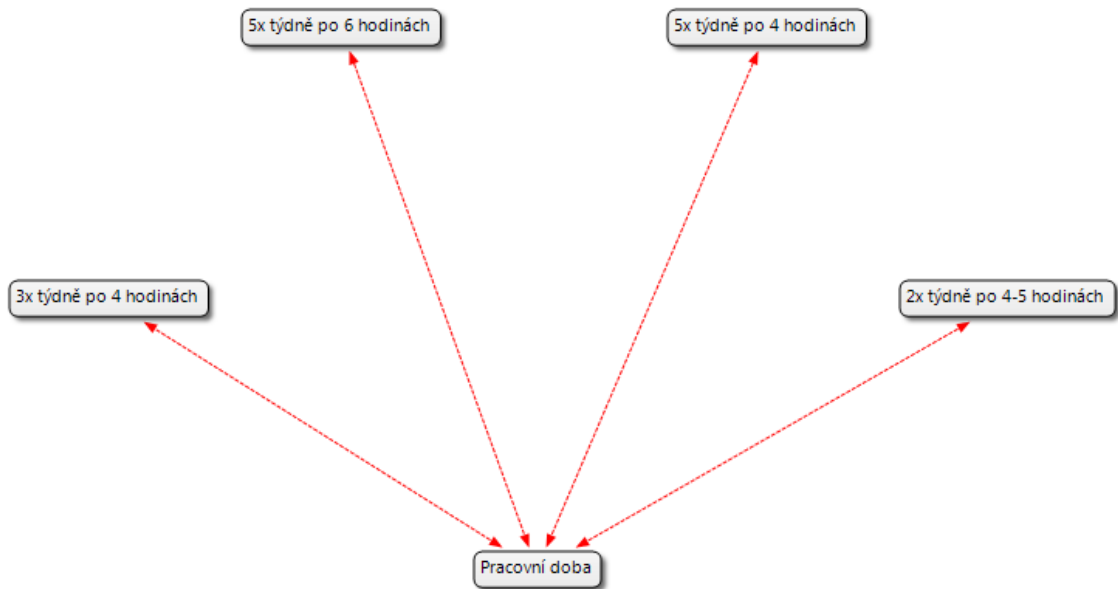 5x týdně po 6 hodinách
5x týdně po 4 hodinách
3x týdně po 4 hodinách
2x týdně po 4-5 hodinách
Pracovní doba